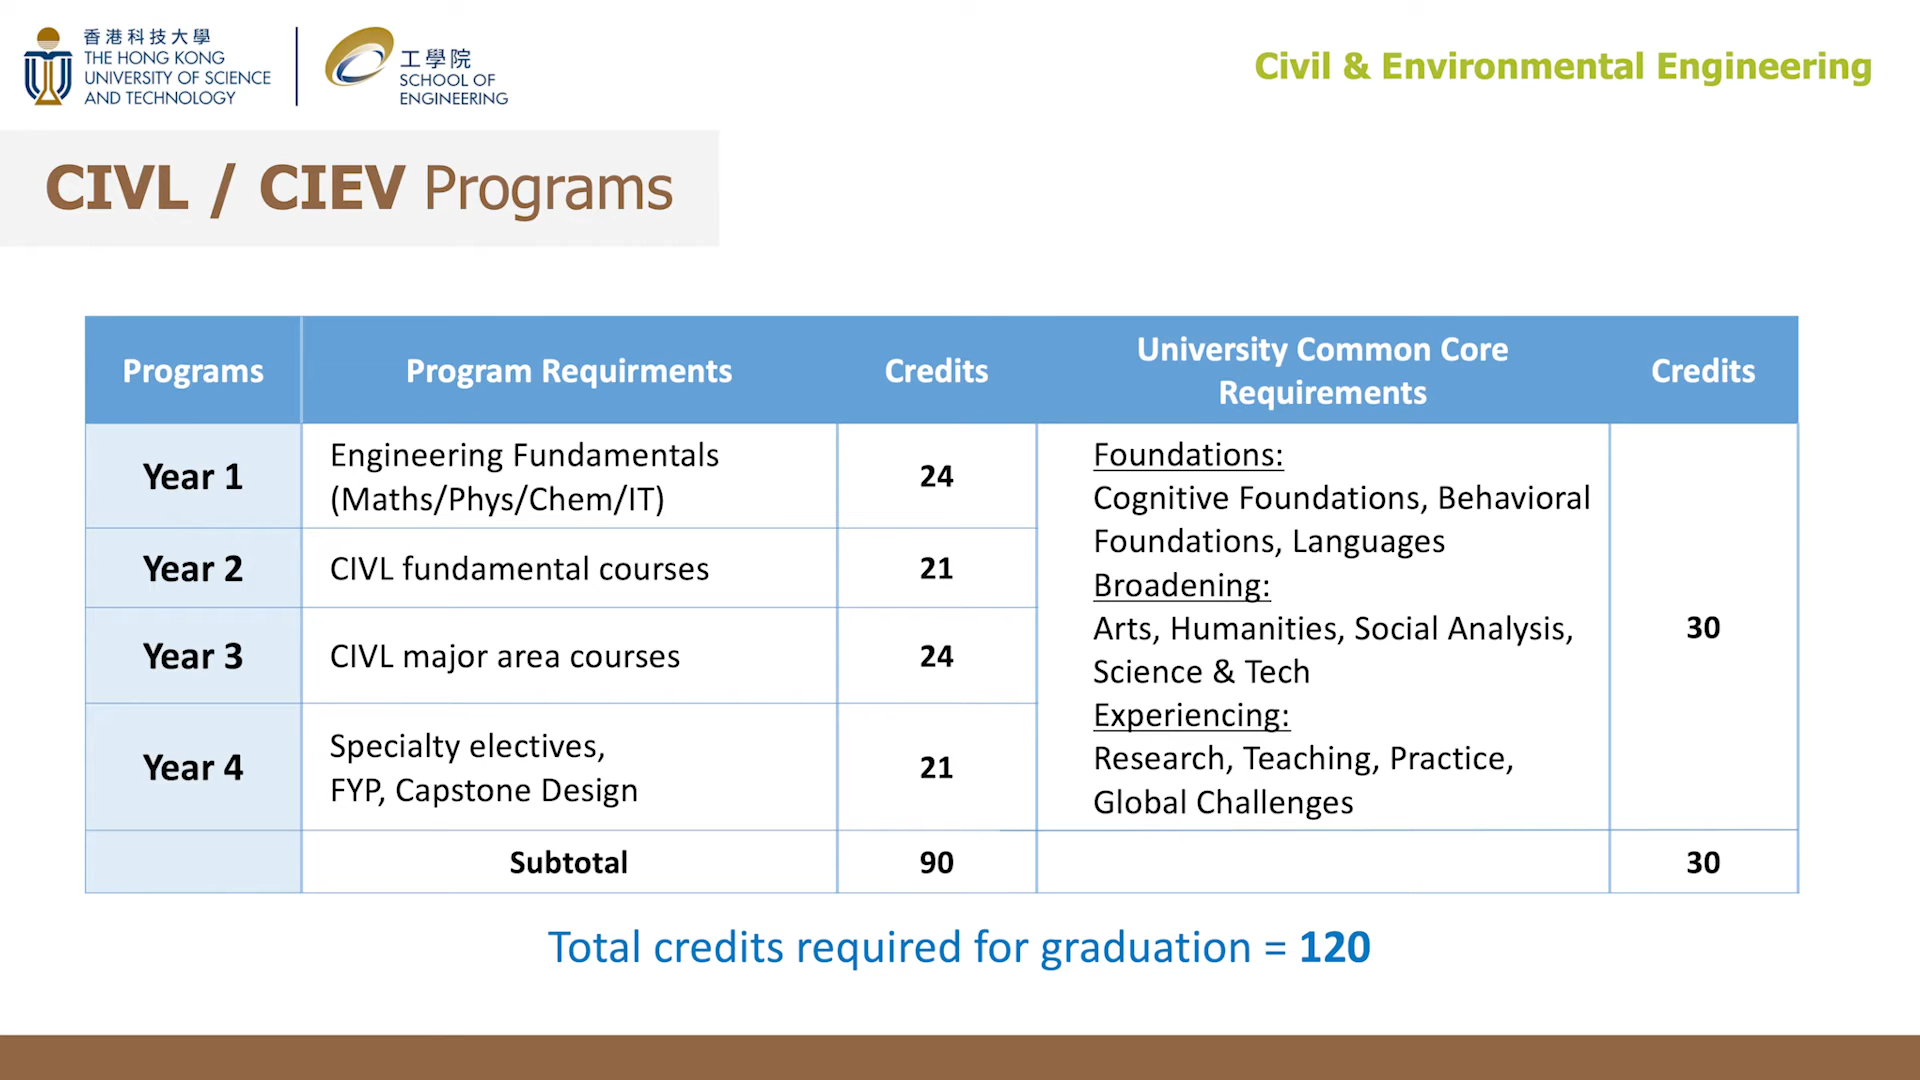 香港科技大學
THE HONG KONG
UNIVERSITY OF SCIENCE
AND TECHNOLOGY
工學院
SCHOOL OF
ENGINEERING
Civil & Environmental Engineering
CIVL / CIEV Programs
Programs
Program Requirments
Credits
University Common Core
Requirements
Credits
Year 1
Engineering Fundamentals
(Maths/Phys/Chem/IT)
24
Year 2
CIVL fundamental courses
21
Year 3
CIVL major area courses
24
Year 4
Specialty electives,
FYP, Capstone Design
21
Foundations:
Cognitive Foundations, Behavioral
Foundations, Languages
Broadening:
Arts, Humanities, Social Analysis,
Science & Tech
Experiencing:
Research, Teaching, Practice,
Global Challenges
30
Subtotal
90
30
Total credits required for graduation = 120